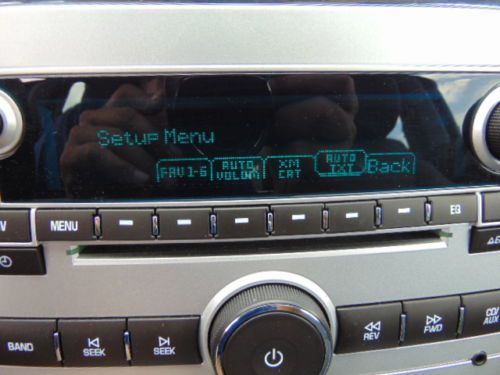 Setup Menu
FAV 1-6 AUTO VOLUM XM CAT AUTO TXT Back
MENU EQ
BAND SEEK SEEK REV FWD CD/AUX